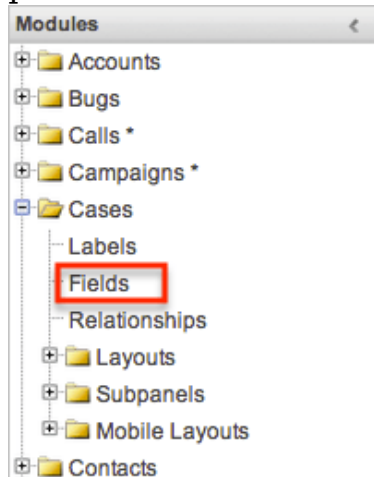 Modules <
Accounts
Bugs
Calls *
Campaigns *
Cases
Labels
Fields
Relationships
Layouts
Subpanels
Mobile Layouts
Contacts